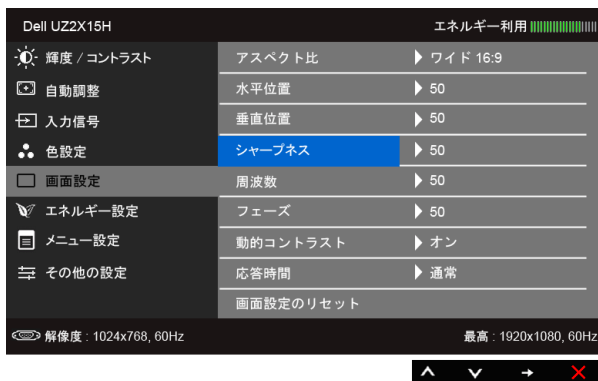 Dell UZ2X15H
エネルギー利用
輝度 / コントラスト
アスペクト比
ワイド 16:9
自動調整
水平位置
50
入力信号
垂直位置
50
色設定
シャープネス
50
画面設定
周波数
50
エネルギー設定
フェーズ
50
メニュー設定
動的コントラスト
オン
その他の設定
応答時間
通常
画面設定のリセット
解像度 : 1024x768, 60Hz
最高 : 1920x1080, 60Hz